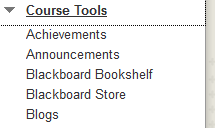 Course Tools
Achievements
Announcements
Blackboard Bookshelf
Blackboard Store
Blogs